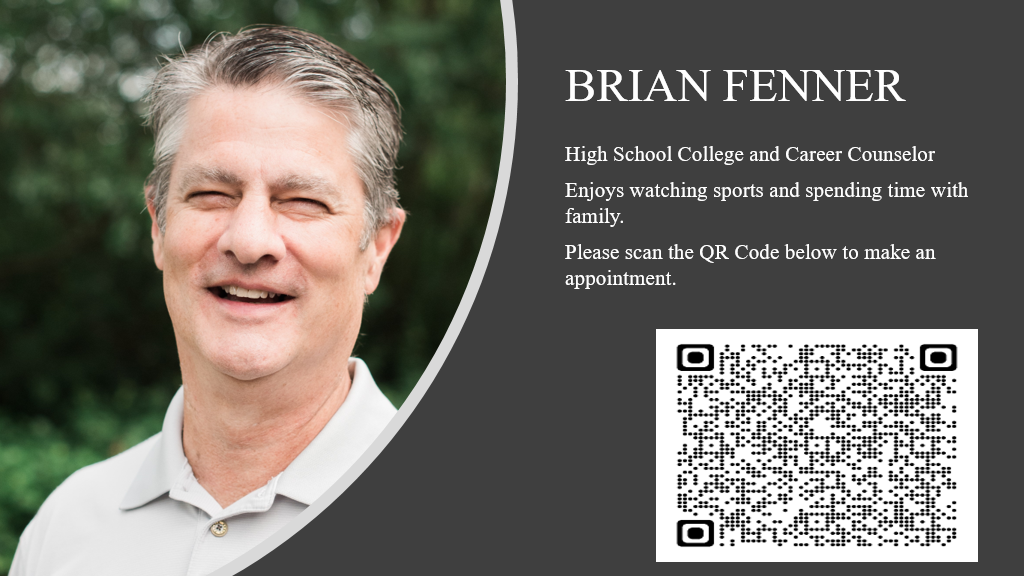 BRIAN FENNER
High School College and Career Counselor
Enjoys watching sports and spending time with
family.
Please scan the QR Code below to make an
appointment.